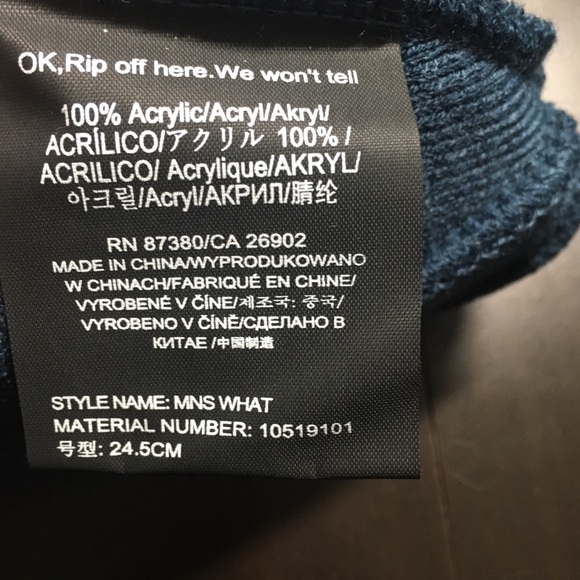 OK,Rip off here.We won't tell
100% Acrylic/Acryl/Akryl/
ACRÍLICO/アクリル 100% /
ACRILICO/ Acrylique/AKRYL/
아크릴/Acryl/АКРИЛ/腈纶
RN 87380/CA 26902
MADE IN CHINA/WYPRODUKOWANO
W CHINACH/FABRIQUÉ EN CHINE/
VYROBENÉ V ČÍNE/제조국: 중국/
VYROBENO V ČÍNĚ/СДЕЛАНО В
КИТАЕ /中国制造
STYLE NAME: MNS WHAT
MATERIAL NUMBER: 10519101
号型: 24.5CM